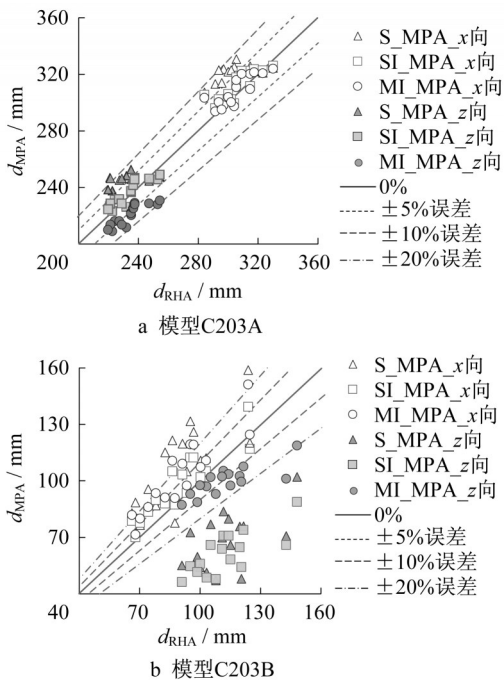 360
320
280
240
200
240
280
320
360
d_MPA / mm
d_RHA / mm
S_MPA_x向
SI_MPA_x向
MI_MPA_x向
S_MPA_z向
SI_MPA_z向
MI_MPA_z向
0%
±5%误差
±10%误差
±20%误差
a 模型C203A
160
130
100
70
40
70
100
130
160
d_MPA / mm
d_RHA / mm
S_MPA_x向
SI_MPA_x向
MI_MPA_x向
S_MPA_z向
SI_MPA_z向
MI_MPA_z向
0%
±5%误差
±10%误差
±20%误差
b 模型C203B